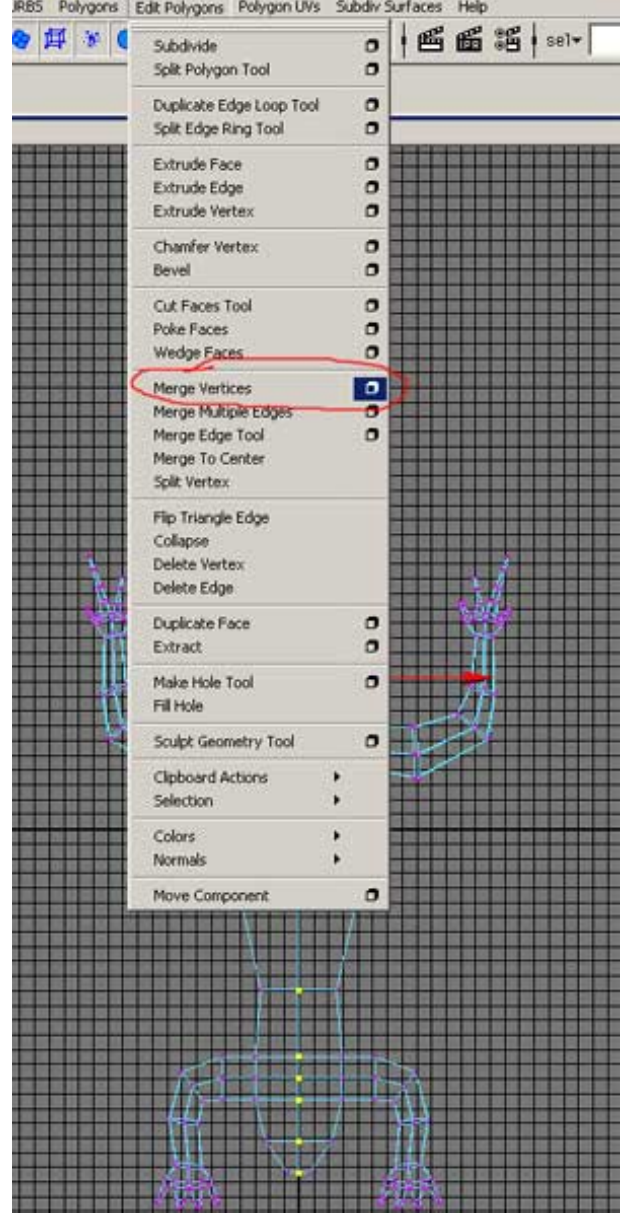 Polygons Edit Polygons Polygon UVs Subdiv Surfaces Help
sel
Subdivide
Split Polygon Tool
Duplicate Edge Loop Tool
Split Edge Ring Tool
Extrude Face
Extrude Edge
Extrude Vertex
Chamfer Vertex
Bevel
Cut Faces Tool
Poke Faces
Wedge Faces
Merge Vertices
Merge Multiple Edges
Merge Edge Tool
Merge To Center
Split Vertex
Flip Triangle Edge
Collapse
Delete Vertex
Delete Edge
Duplicate Face
Extract
Make Hole Tool
Fill Hole
Sculpt Geometry Tool
Clipboard Actions
Selection
Colors
Normals
Move Component